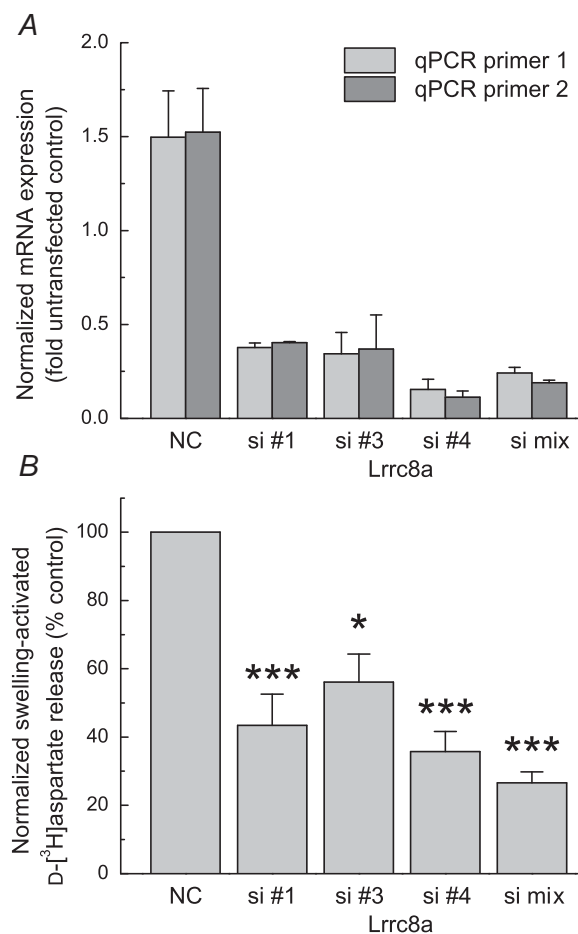 A
2.0
1.5
1.0
0.5
0.0
Normalized mRNA expression
(fold untransfected control)
qPCR primer 1
qPCR primer 2
NC si #1 si #3 si #4 si mix
Lrrc8a
B
100
80
60
40
20
0
Normalized swelling-activated
D-[³H]aspartate release (% control)
***
*
***
***
NC si #1 si #3 si #4 si mix
Lrrc8a